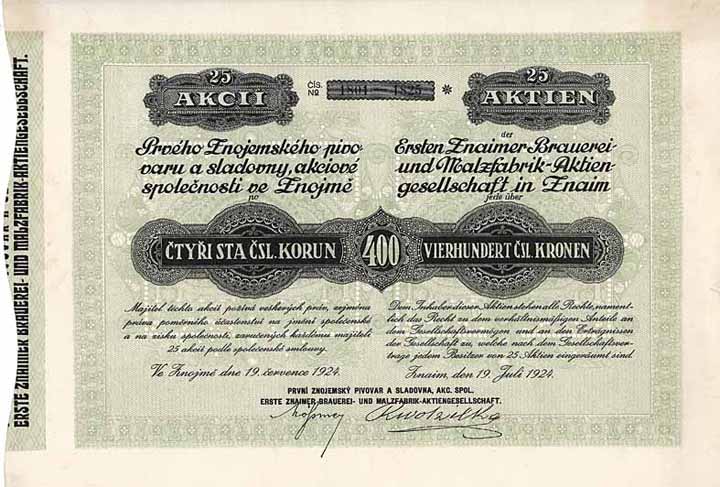 ERSTE ZNAIMER BRAUEREI- UND MALZFABRIK-AKTIENGESELLSCHAFT.
25
AKCII
ČÍS.
№ 1801 1825 *
25
AKTIEN
Prvého Znojemského pivo-
varu a sladovny, akciové
společnosti ve Znojmě
po
der
Ersten Znaimer Brauerei-
und Malzfabrik-Aktien-
gesellschaft in Znaim
jede über
ČTYŘI STA ČSL. KORUN
400
VIERHUNDERT ČSL. KRONEN
Majitel těchto akcií požívá veškerých práv, zejména
práva poměrného účastenství na jmění společenském
a na zisku společnosti, zaručených každému majiteli
25 akcií podle společenské smlouvy.
Dem Inhaber dieser Aktien stehen alle Rechte, nament-
lich das Recht zu dem verhältnismäßigen Anteile an
dem Gesellschaftsvermögen und an den Erträgnissen
der Gesellschaft zu, welche nach dem Gesellschaftsver-
trage jedem Besitzer von 25 Aktien eingeräumt sind.
Ve Znojmě dne 19. července 1924.
Znaim, den 19. Juli 1924.
PRVNÍ ZNOJEMSKÝ PIVOVAR A SLADOVNA, AKC. SPOL.
ERSTE ZNAIMER-BRAUEREI- UND MALZFABRIK-AKTIENGESELLSCHAFT.